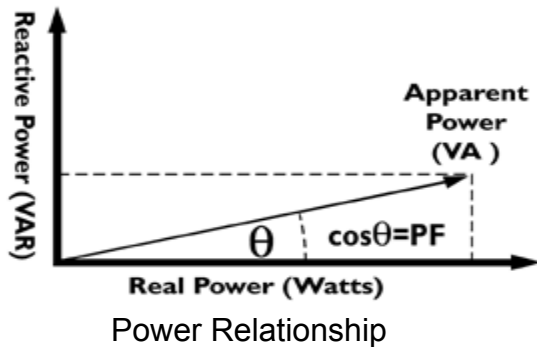 Reactive Power (VAR)
Apparent
Power
(VA )
θ
cosθ=PF
Real Power (Watts)
Power Relationship